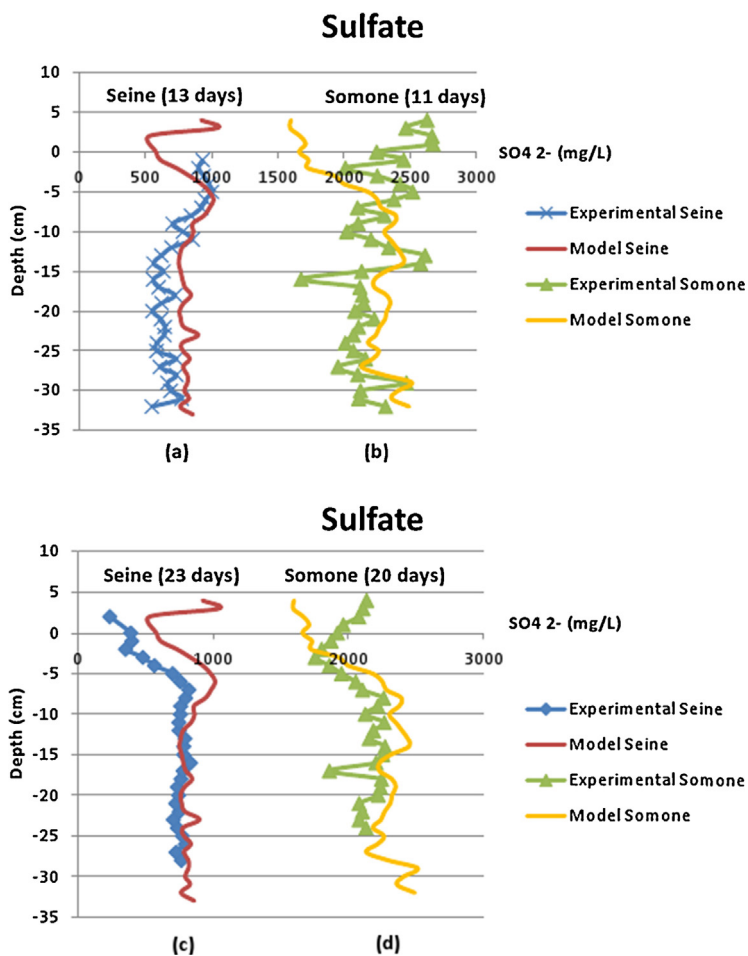 Sulfate
10
Seine (13 days)
Somone (11 days)
5
0
0 500 1000 1500 2000 2500 3000
SO4 2- (mg/L)
-5
-10
-15
-20
-25
-30
-35
Depth (cm)
Experimental Seine
Model Seine
Experimental Somone
Model Somone
(a) (b)
Sulfate
10
Seine (23 days)
Somone (20 days)
5
0
0 1000 2000 3000
SO4 2- (mg/L)
-5
-10
-15
-20
-25
-30
-35
Depth (cm)
Experimental Seine
Model Seine
Experimental Somone
Model Somone
(c) (d)